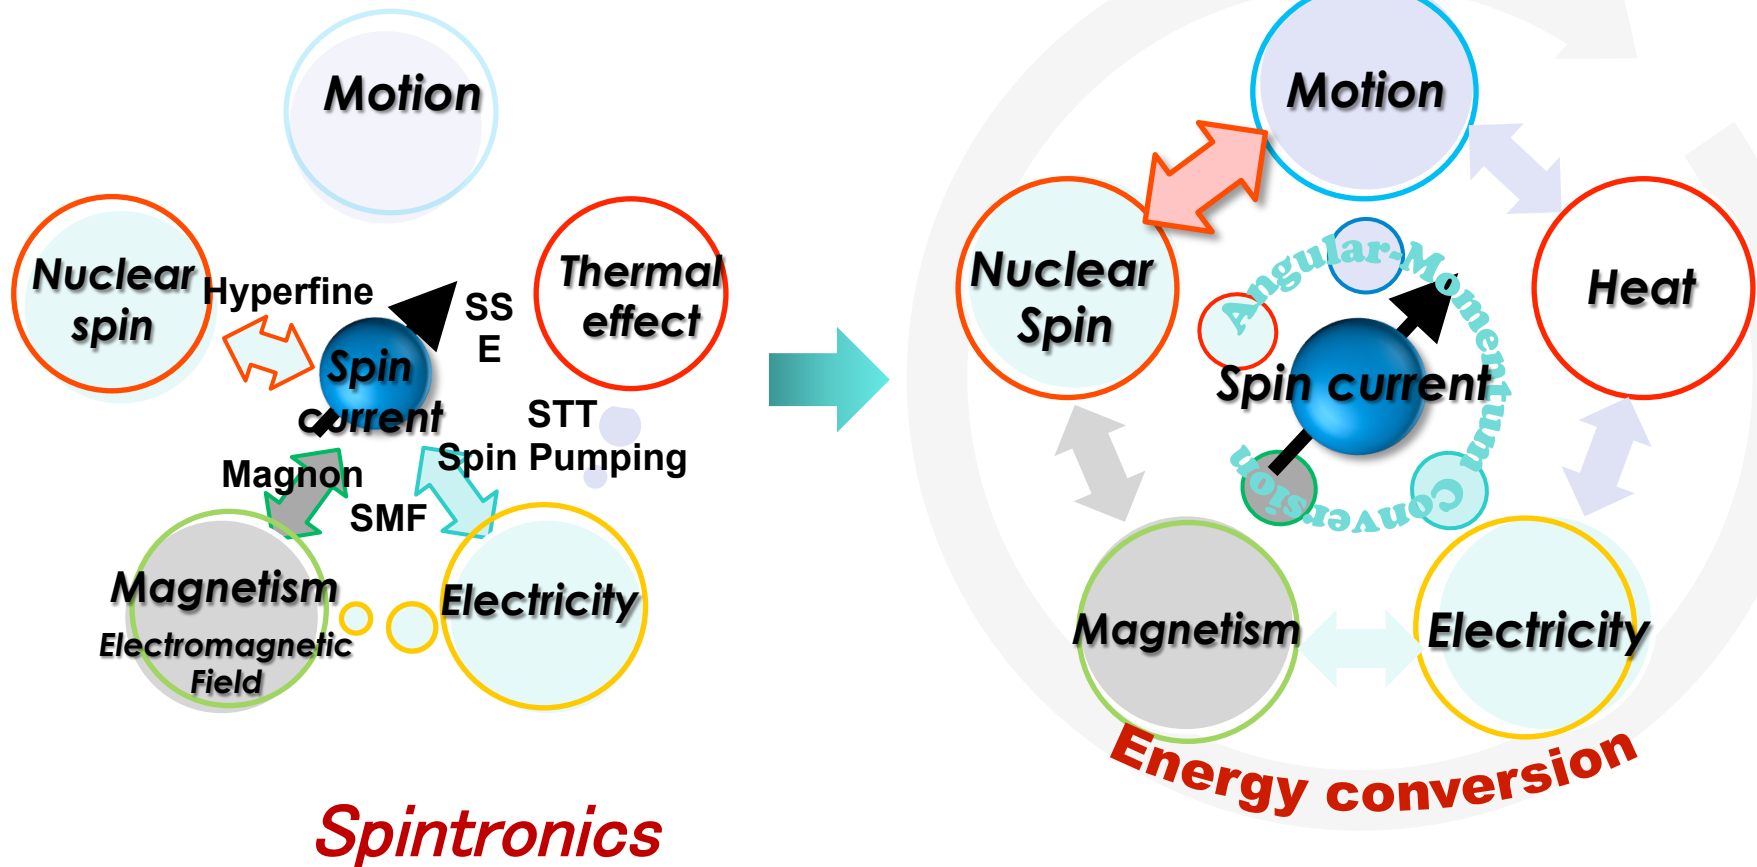 Motion
Nuclear
spin
Hyperfine
SS
E
Thermal
effect
Spin
current
STT
Spin Pumping
Magnon
SMF
Magnetism
Electromagnetic
Field
Electricity
Spintronics
Motion
Nuclear
Spin
Angular-Momentum
Conversion
Heat
Spin current
Magnetism
Electricity
Energy conversion